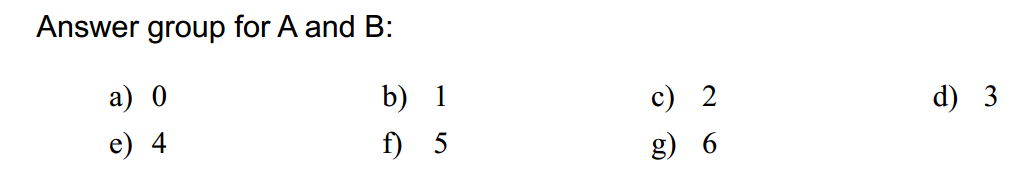 Answer group for A and B:
a) 0 b) 1 c) 2 d) 3
e) 4 f) 5 g) 6